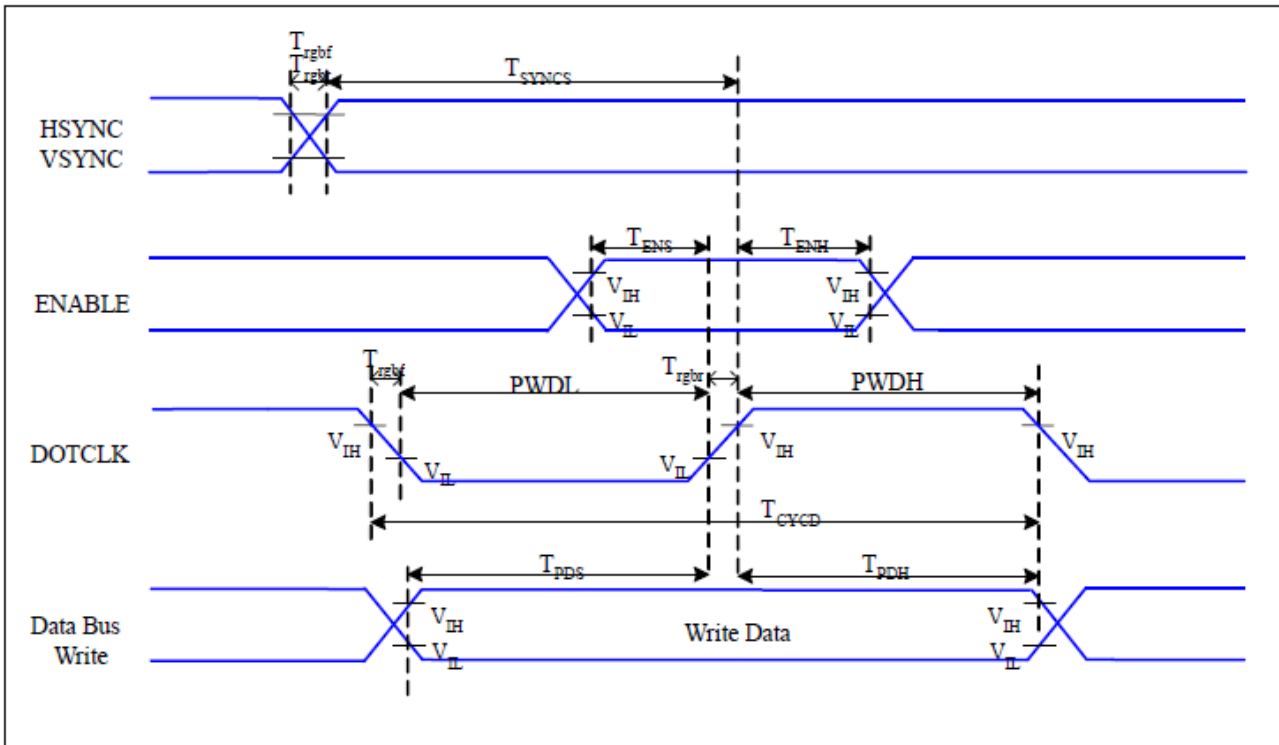 Trgbf
Trgbr
TSYNCS
HSYNC
VSYNC
TENS
TENH
VIH
VIH
ENABLE
VIL
VIL
Trgbf
PWDL
Trgbr
PWDH
VIH
VIH
VIH
DOTCLK
VIL
VIL
TCYCD
TPDS
TPDH
VIH
VIH
Data Bus
Write Data
Write
VIL
VIL